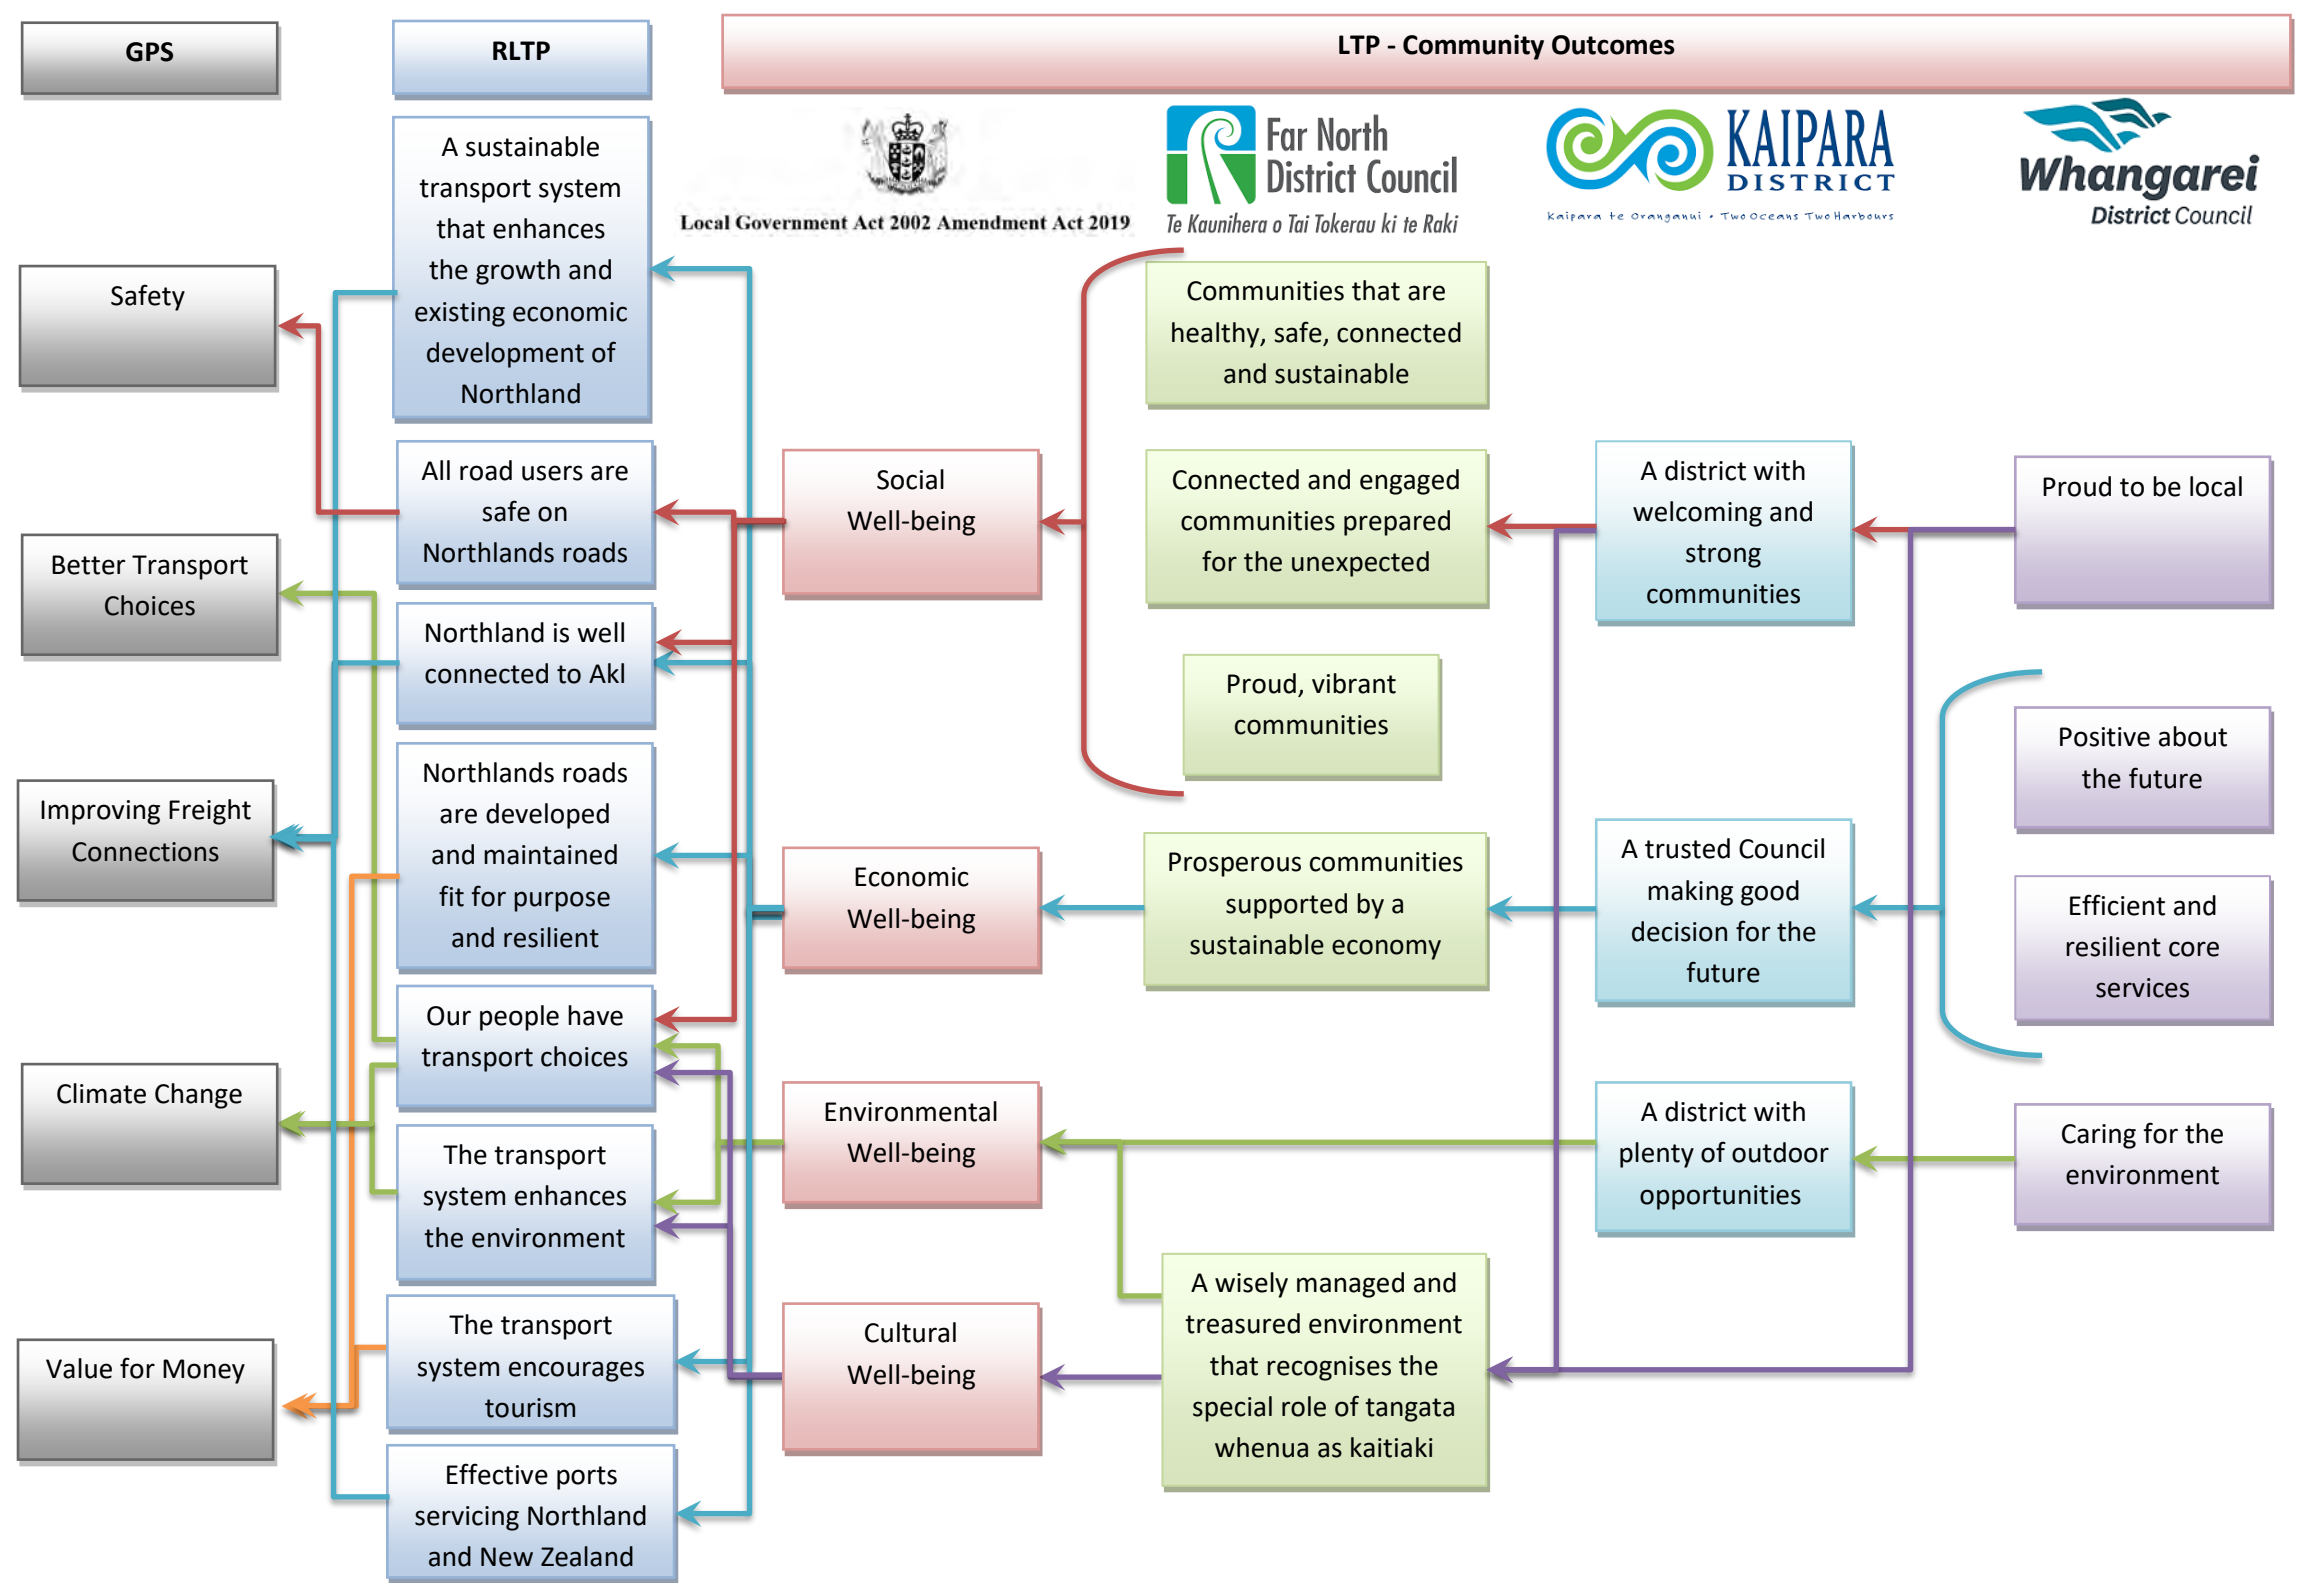 GPS
RLTP
LTP - Community Outcomes
Local Government Act 2002 Amendment Act 2019
Far North
District Council
Te Kaunihera o Tai Tokerau ki te Raki
KAIPARA
DISTRICT
Kaipara te Oranganui • Two Oceans Two Harbours
Whangarei
District Council
Safety
Better Transport
Choices
Improving Freight
Connections
Climate Change
Value for Money
A sustainable
transport system
that enhances
the growth and
existing economic
development of
Northland
All road users are
safe on
Northlands roads
Northland is well
connected to Akl
Northlands roads
are developed
and maintained
fit for purpose
and resilient
Our people have
transport choices
The transport
system enhances
the environment
The transport
system encourages
tourism
Effective ports
servicing Northland
and New Zealand
Social
Well-being
Economic
Well-being
Environmental
Well-being
Cultural
Well-being
Communities that are
healthy, safe, connected
and sustainable
Connected and engaged
communities prepared
for the unexpected
Proud, vibrant
communities
Prosperous communities
supported by a
sustainable economy
A wisely managed and
treasured environment
that recognises the
special role of tangata
whenua as kaitiaki
A district with
welcoming and
strong
communities
A trusted Council
making good
decision for the
future
A district with
plenty of outdoor
opportunities
Proud to be local
Positive about
the future
Efficient and
resilient core
services
Caring for the
environment